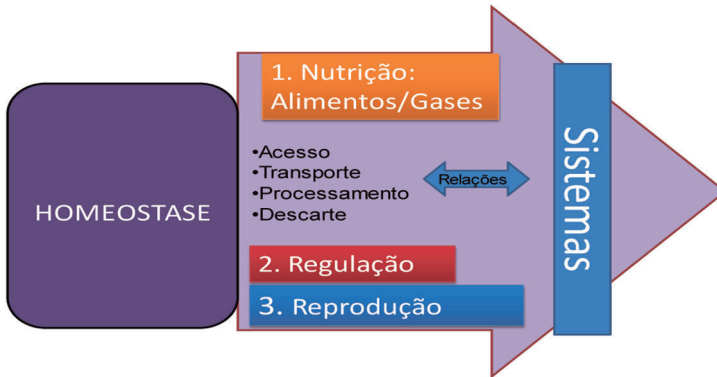 HOMEOSTASE
1. Nutrição:
Alimentos/Gases
•Acesso
•Transporte
•Processamento
•Descarte
Relações
2. Regulação
3. Reprodução
Sistemas